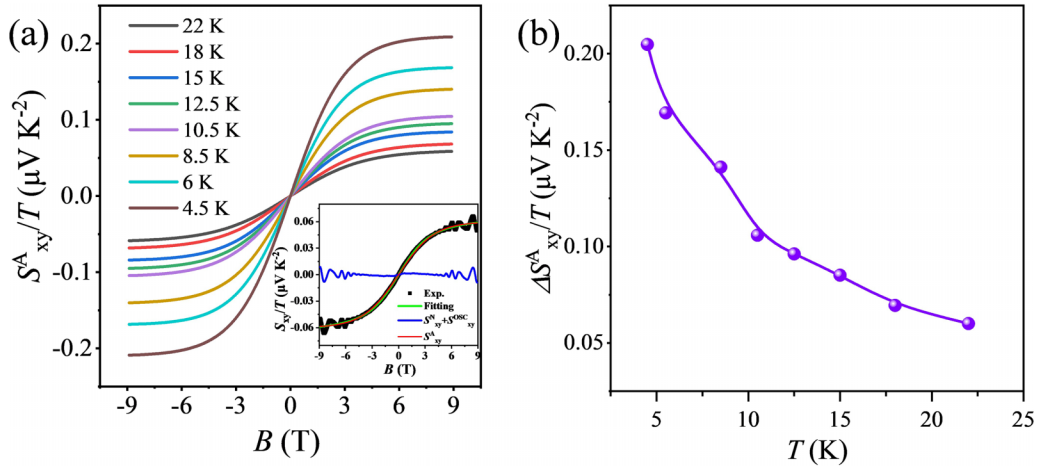 (a)
S^A_xy/T (μV K^-2)
0.2
0.1
0.0
-0.1
-0.2
22 K
18 K
15 K
12.5 K
10.5 K
8.5 K
6 K
4.5 K
-9 -6 -3 0 3 6 9
B (T)
S_xy/T (μV K^-2)
0.06
0.03
0.00
-0.03
-0.06
Exp.
Fitting
S^N_xy+S^OSC_xy
S^A_xy
-9 -6 -3 0 3 6 9
B (T)
(b)
ΔS^A_xy/T (μV K^-2)
0.20
0.15
0.10
0.05
5 10 15 20 25
T (K)